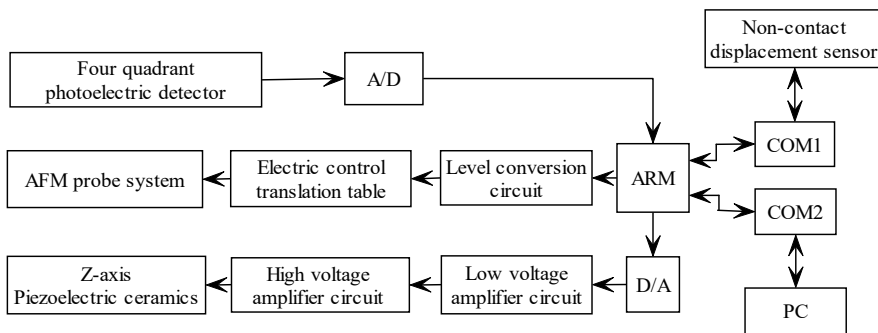 Non-contact
displacement sensor
Four quadrant
photoelectric detector
A/D
COM1
AFM probe system
Electric control
translation table
Level conversion
circuit
ARM
COM2
Z-axis
Piezoelectric ceramics
High voltage
amplifier circuit
Low voltage
amplifier circuit
D/A
PC